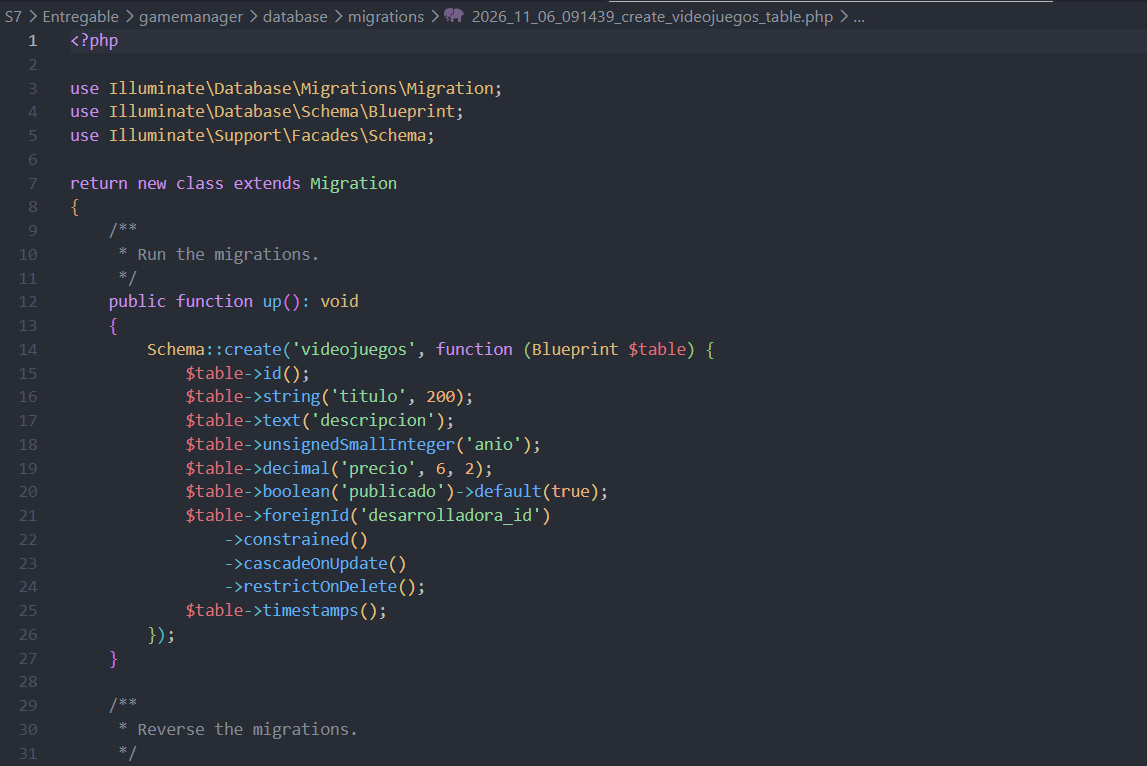 S7 > Entregable > gamemanager > database > migrations > 2026_11_06_091439_create_videojuegos_table.php > ...
1 <?php
2
3 use Illuminate\Database\Migrations\Migration;
4 use Illuminate\Database\Schema\Blueprint;
5 use Illuminate\Support\Facades\Schema;
6
7 return new class extends Migration
8 {
9     /**
10      * Run the migrations.
11      */
12     public function up(): void
13     {
14         Schema::create('videojuegos', function (Blueprint $table) {
15             $table->id();
16             $table->string('titulo', 200);
17             $table->text('descripcion');
18             $table->unsignedSmallInteger('anio');
19             $table->decimal('precio', 6, 2);
20             $table->boolean('publicado')->default(true);
21             $table->foreignId('desarrolladora_id')
22                 ->constrained()
23                 ->cascadeOnUpdate()
24                 ->restrictOnDelete();
25             $table->timestamps();
26         });
27     }
28
29     /**
30      * Reverse the migrations.
31      */